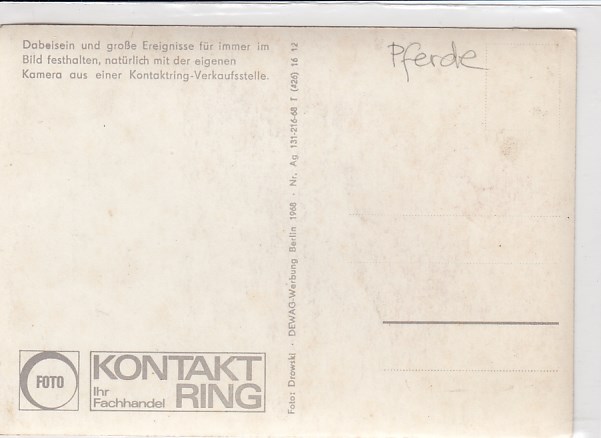 Dabeisein und große Ereignisse für immer im
Bild festhalten, natürlich mit der eigenen
Kamera aus einer Kontaktring-Verkaufsstelle.
Pferde
Foto: Drowski · DEWAG-Werbung Berlin 1968 · Nr. Ag 131-216-68 T (426) 16 12
FOTO
KONTAKT
Ihr
Fachhandel RING